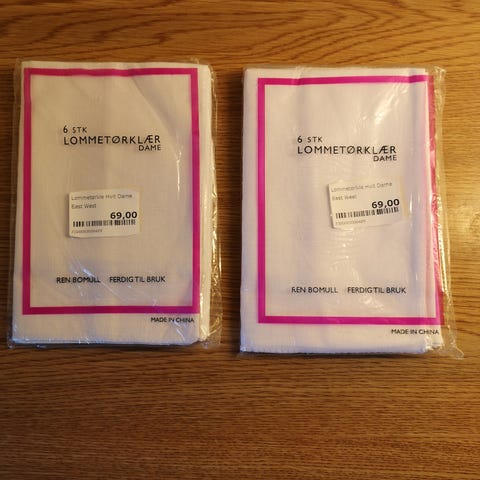 6 STK
LOMMETØRKLÆR
DAME
Lommetørkle Hvit Dame
East West
69,00
REN BOMULL FERDIG TIL BRUK
MADE IN CHINA
6 STK
LOMMETØRKLÆR
DAME
Lommetørkle Hvit Dame
East West
69,00
REN BOMULL FERDIG TIL BRUK
MADE IN CHINA